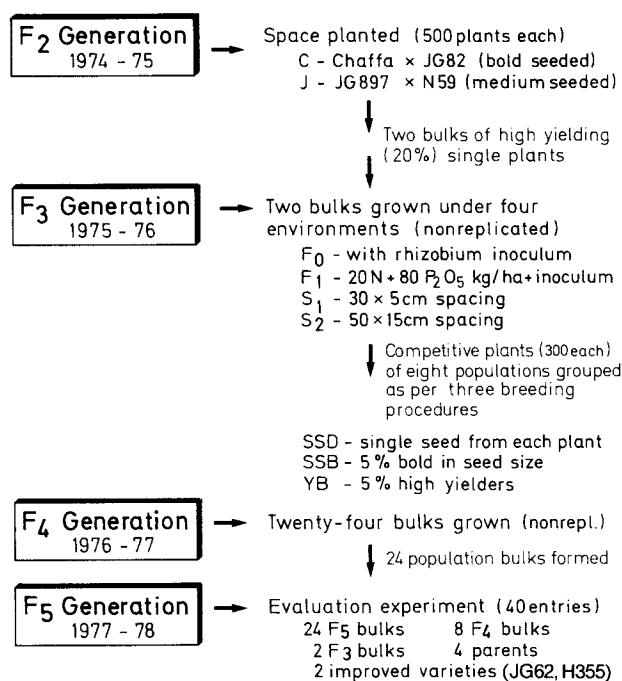 F2 Generation
1974 - 75
Space planted (500 plants each)
C - Chaffa × JG82 (bold seeded)
J - JG897 × N59 (medium seeded)
Two bulks of high yielding
(20%) single plants
F3 Generation
1975 - 76
Two bulks grown under four
environments (nonreplicated)
F0 - with rhizobium inoculum
F1 - 20N + 80 P2O5 kg/ha + inoculum
S1 - 30 × 5cm spacing
S2 - 50 × 15cm spacing
Competitive plants (300 each)
of eight populations grouped
as per three breeding
procedures
SSD - single seed from each plant
SSB - 5% bold in seed size
YB - 5% high yielders
F4 Generation
1976 - 77
Twenty-four bulks grown (nonrepl.)
24 population bulks formed
F5 Generation
1977 - 78
Evaluation experiment (40 entries)
24 F5 bulks 8 F4 bulks
2 F3 bulks 4 parents
2 improved varieties (JG62, H355)